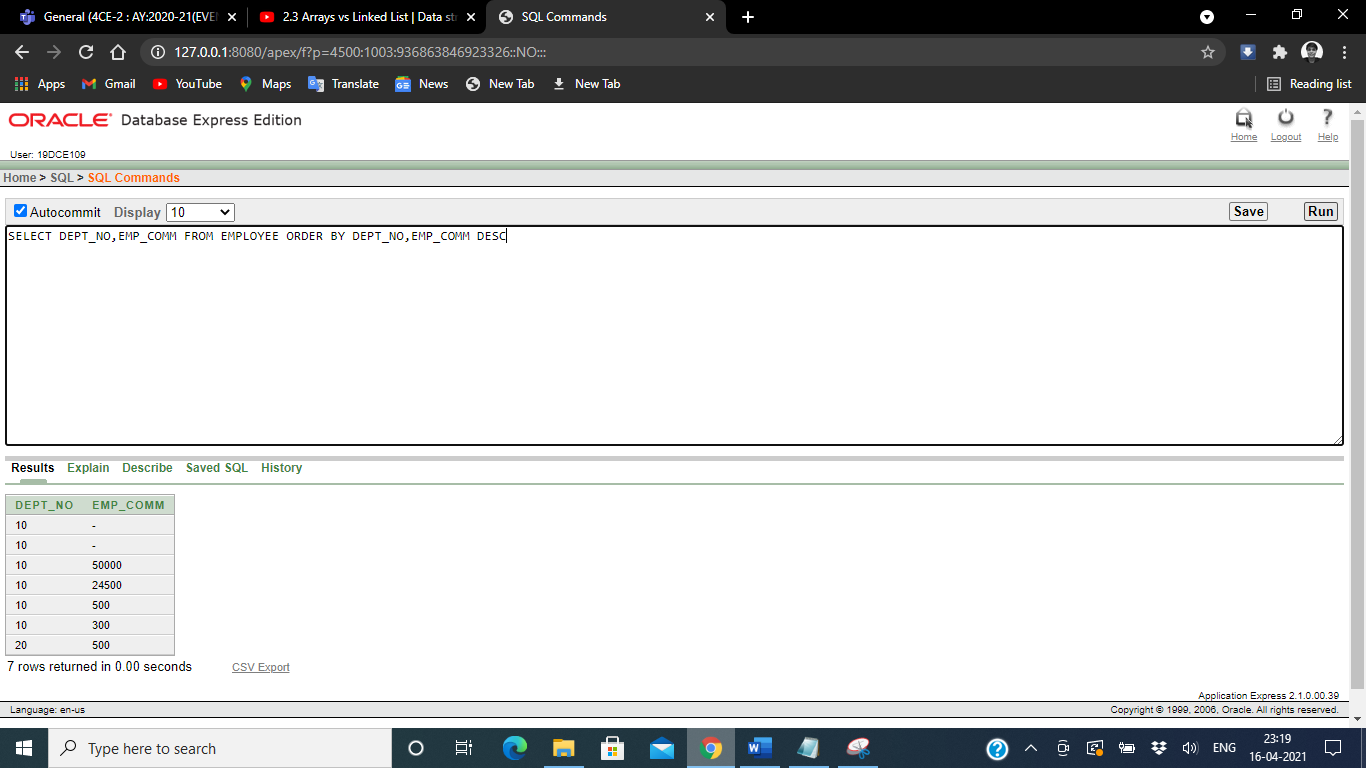 General (4CE-2 : AY:2020-21(EVE
2.3 Arrays vs Linked List | Data st
SQL Commands
127.0.0.1:8080/apex/f?p=4500:1003:936863846923326::NO:::
Apps Gmail YouTube Maps Translate News New Tab New Tab Reading list
ORACLE Database Express Edition
Home Logout Help
User: 19DCE109
Home > SQL > SQL Commands
Autocommit Display 10 Save Run
SELECT DEPT_NO,EMP_COMM FROM EMPLOYEE ORDER BY DEPT_NO,EMP_COMM DESC
Results Explain Describe Saved SQL History
DEPT_NO EMP_COMM
10 -
10 -
10 50000
10 24500
10 500
10 300
20 500
7 rows returned in 0.00 seconds CSV Export
Application Express 2.1.0.00.39
Language: en-us Copyright © 1999, 2006, Oracle. All rights reserved.
Type here to search
ENG
23:19
16-04-2021